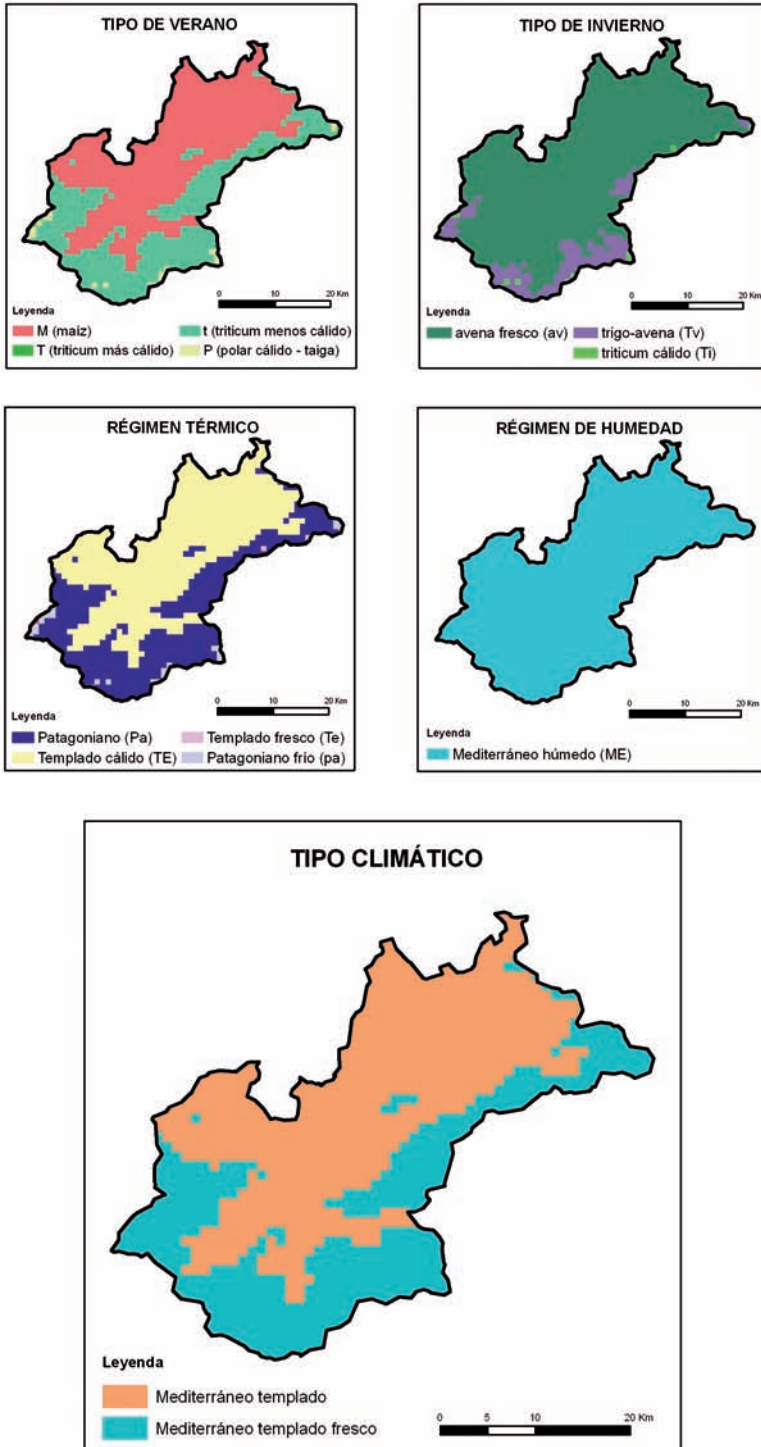 TIPO DE VERANO
0 10 20 Km
Leyenda
M (maiz)
t (triticum menos cálido)
T (triticum más cálido)
P (polar cálido - taiga)
TIPO DE INVIERNO
0 10 20 Km
Leyenda
avena fresco (av)
trigo-avena (Tv)
triticum cálido (Ti)
RÉGIMEN TÉRMICO
0 10 20 Km
Leyenda
Patagoniano (Pa)
Templado fresco (Te)
Templado cálido (TE)
Patagoniano frío (pa)
RÉGIMEN DE HUMEDAD
0 10 20 Km
Leyenda
Mediterráneo húmedo (ME)
TIPO CLIMÁTICO
Leyenda
Mediterráneo templado
Mediterráneo templado fresco
0 5 10 20 Km